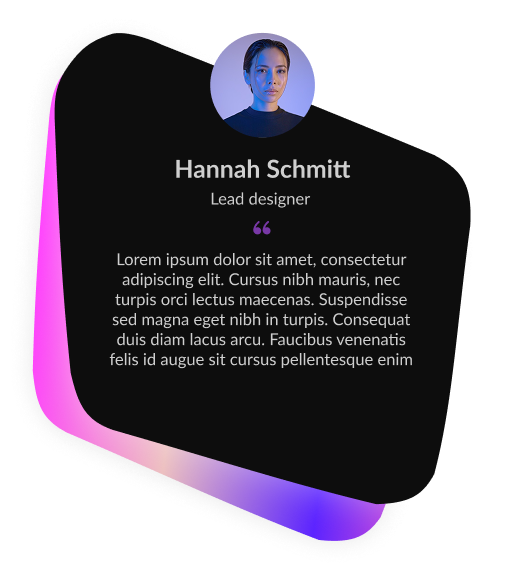 Hannah Schmitt
Lead designer
“
Lorem ipsum dolor sit amet, consectetur
adipiscing elit. Cursus nibh mauris, nec
turpis orci lectus maecenas. Suspendisse
sed magna eget nibh in turpis. Consequat
duis diam lacus arcu. Faucibus venenatis
felis id augue sit cursus pellentesque enim